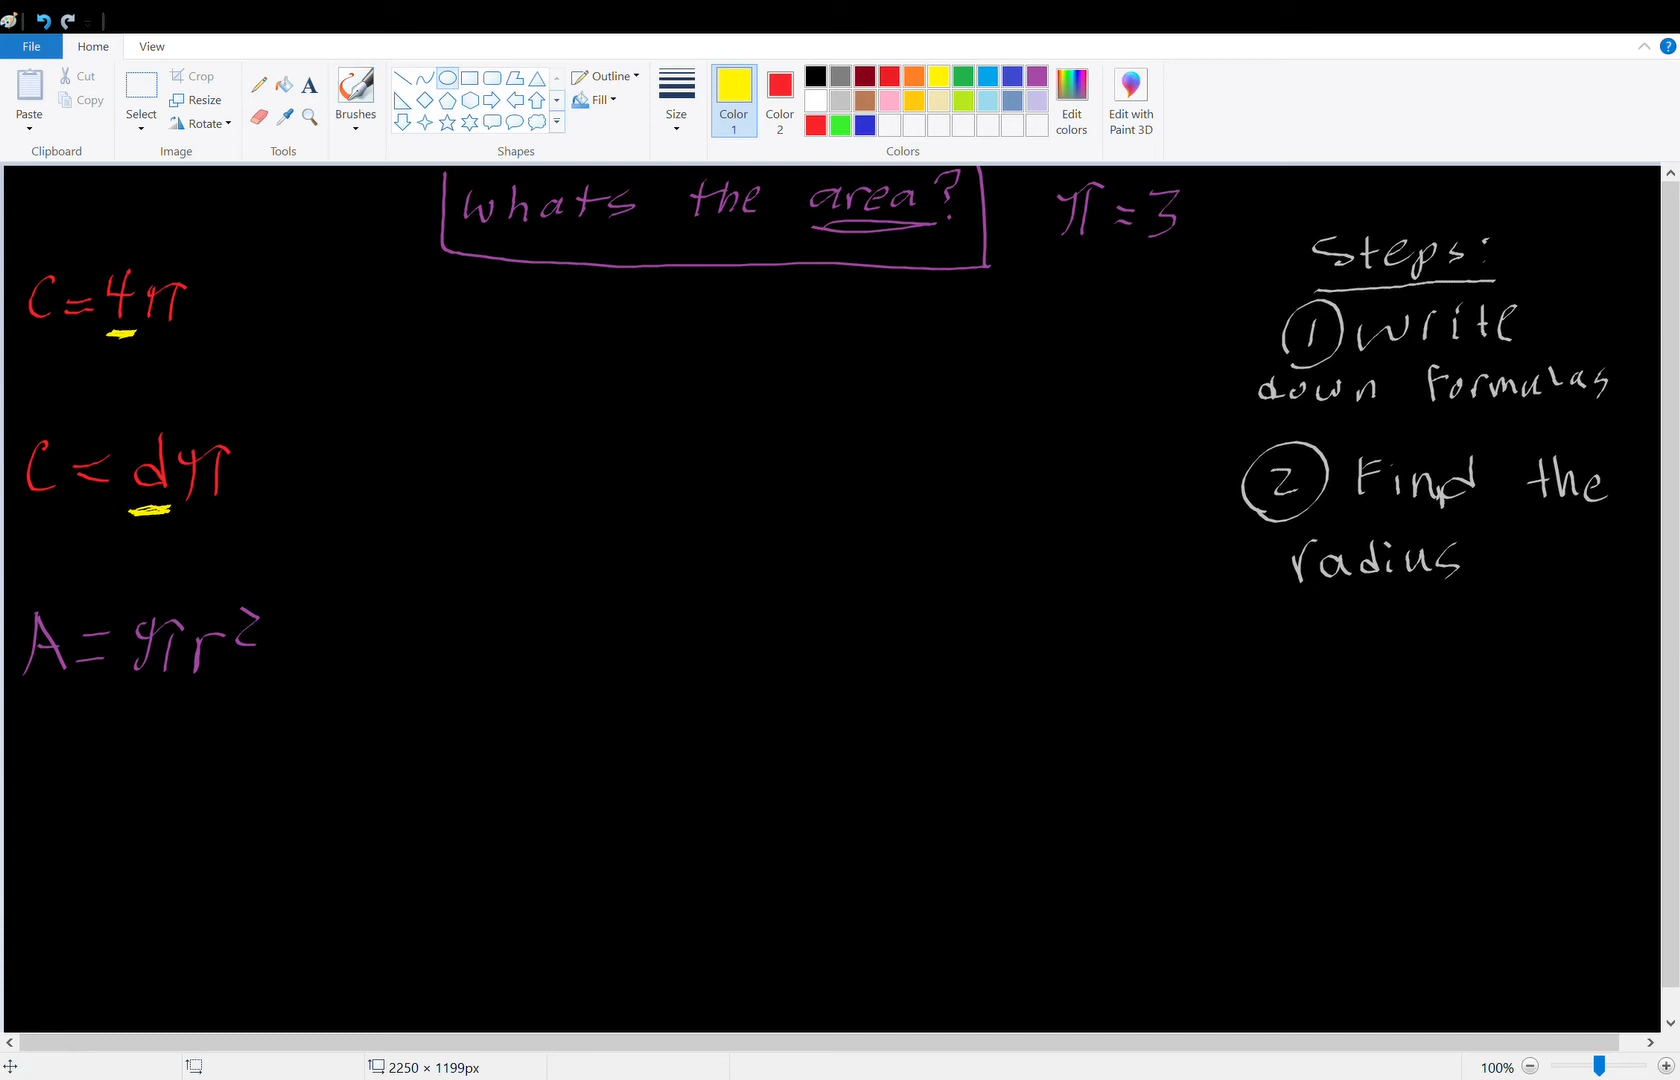 File Home View
Paste
Cut
Copy
Clipboard
Select
Crop
Resize
Rotate
Image
A
Tools
Brushes
Shapes
Outline
Fill
Size
Color
1
Color
2
Colors
Edit
colors
Edit with
Paint 3D
?
whats the area?
π=3
C=4π
C=dπ
A=πr²
Steps:
1 write
down formulas
2 Find the
radius
2250 × 1199px
100%